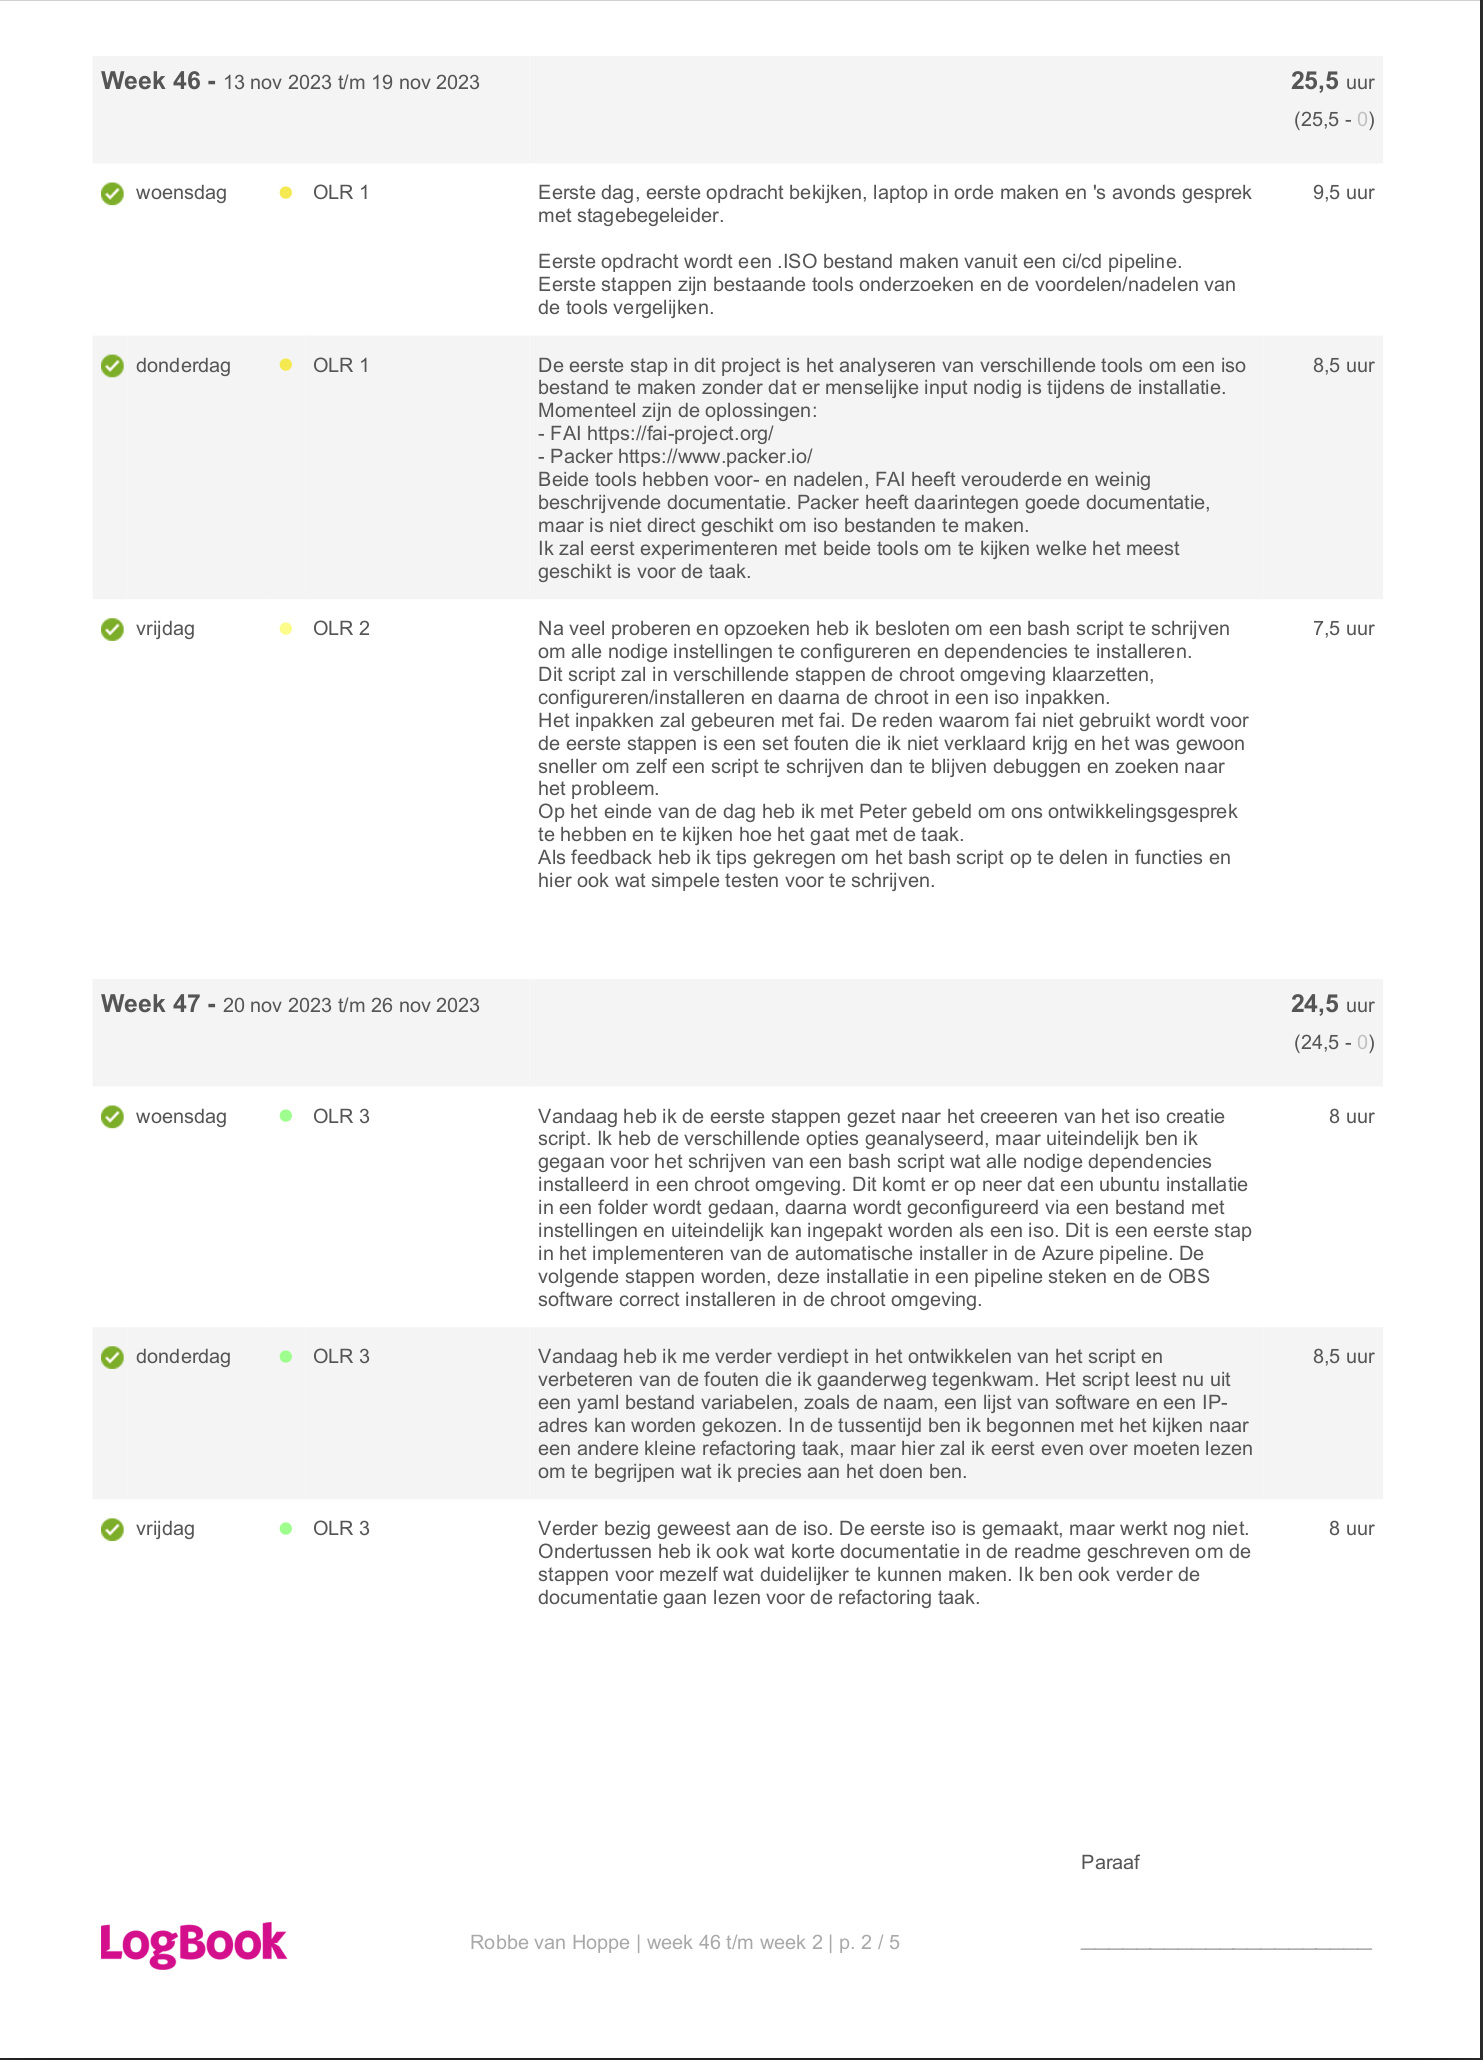 Week 46 - 13 nov 2023 t/m 19 nov 2023 25,5 uur
(25,5 - 0)
woensdag OLR 1 Eerste dag, eerste opdracht bekijken, laptop in orde maken en 's avonds gesprek 9,5 uur
met stagebegeleider.
Eerste opdracht wordt een .ISO bestand maken vanuit een ci/cd pipeline.
Eerste stappen zijn bestaande tools onderzoeken en de voordelen/nadelen van
de tools vergelijken.
donderdag OLR 1 De eerste stap in dit project is het analyseren van verschillende tools om een iso 8,5 uur
bestand te maken zonder dat er menselijke input nodig is tijdens de installatie.
Momenteel zijn de oplossingen:
- FAI https://fai-project.org/
- Packer https://www.packer.io/
Beide tools hebben voor- en nadelen, FAI heeft verouderde en weinig
beschrijvende documentatie. Packer heeft daarintegen goede documentatie,
maar is niet direct geschikt om iso bestanden te maken.
Ik zal eerst experimenteren met beide tools om te kijken welke het meest
geschikt is voor de taak.
vrijdag OLR 2 Na veel proberen en opzoeken heb ik besloten om een bash script te schrijven 7,5 uur
om alle nodige instellingen te configureren en dependencies te installeren.
Dit script zal in verschillende stappen de chroot omgeving klaarzetten,
configureren/installeren en daarna de chroot in een iso inpakken.
Het inpakken zal gebeuren met fai. De reden waarom fai niet gebruikt wordt voor
de eerste stappen is een set fouten die ik niet verklaard krijg en het was gewoon
sneller om zelf een script te schrijven dan te blijven debuggen en zoeken naar
het probleem.
Op het einde van de dag heb ik met Peter gebeld om ons ontwikkelingsgesprek
te hebben en te kijken hoe het gaat met de taak.
Als feedback heb ik tips gekregen om het bash script op te delen in functies en
hier ook wat simpele testen voor te schrijven.
Week 47 - 20 nov 2023 t/m 26 nov 2023 24,5 uur
(24,5 - 0)
woensdag OLR 3 Vandaag heb ik de eerste stappen gezet naar het creeeren van het iso creatie 8 uur
script. Ik heb de verschillende opties geanalyseerd, maar uiteindelijk ben ik
gegaan voor het schrijven van een bash script wat alle nodige dependencies
installeerd in een chroot omgeving. Dit komt er op neer dat een ubuntu installatie
in een folder wordt gedaan, daarna wordt geconfigureerd via een bestand met
instellingen en uiteindelijk kan ingepakt worden als een iso. Dit is een eerste stap
in het implementeren van de automatische installer in de Azure pipeline. De
volgende stappen worden, deze installatie in een pipeline steken en de OBS
software correct installeren in de chroot omgeving.
donderdag OLR 3 Vandaag heb ik me verder verdiept in het ontwikkelen van het script en 8,5 uur
verbeteren van de fouten die ik gaanderweg tegenkwam. Het script leest nu uit
een yaml bestand variabelen, zoals de naam, een lijst van software en een IP-
adres kan worden gekozen. In de tussentijd ben ik begonnen met het kijken naar
een andere kleine refactoring taak, maar hier zal ik eerst even over moeten lezen
om te begrijpen wat ik precies aan het doen ben.
vrijdag OLR 3 Verder bezig geweest aan de iso. De eerste iso is gemaakt, maar werkt nog niet. 8 uur
Ondertussen heb ik ook wat korte documentatie in de readme geschreven om de
stappen voor mezelf wat duidelijker te kunnen maken. Ik ben ook verder de
documentatie gaan lezen voor de refactoring taak.
Paraaf
LogBook Robbe van Hoppe | week 46 t/m week 2 | p. 2 / 5